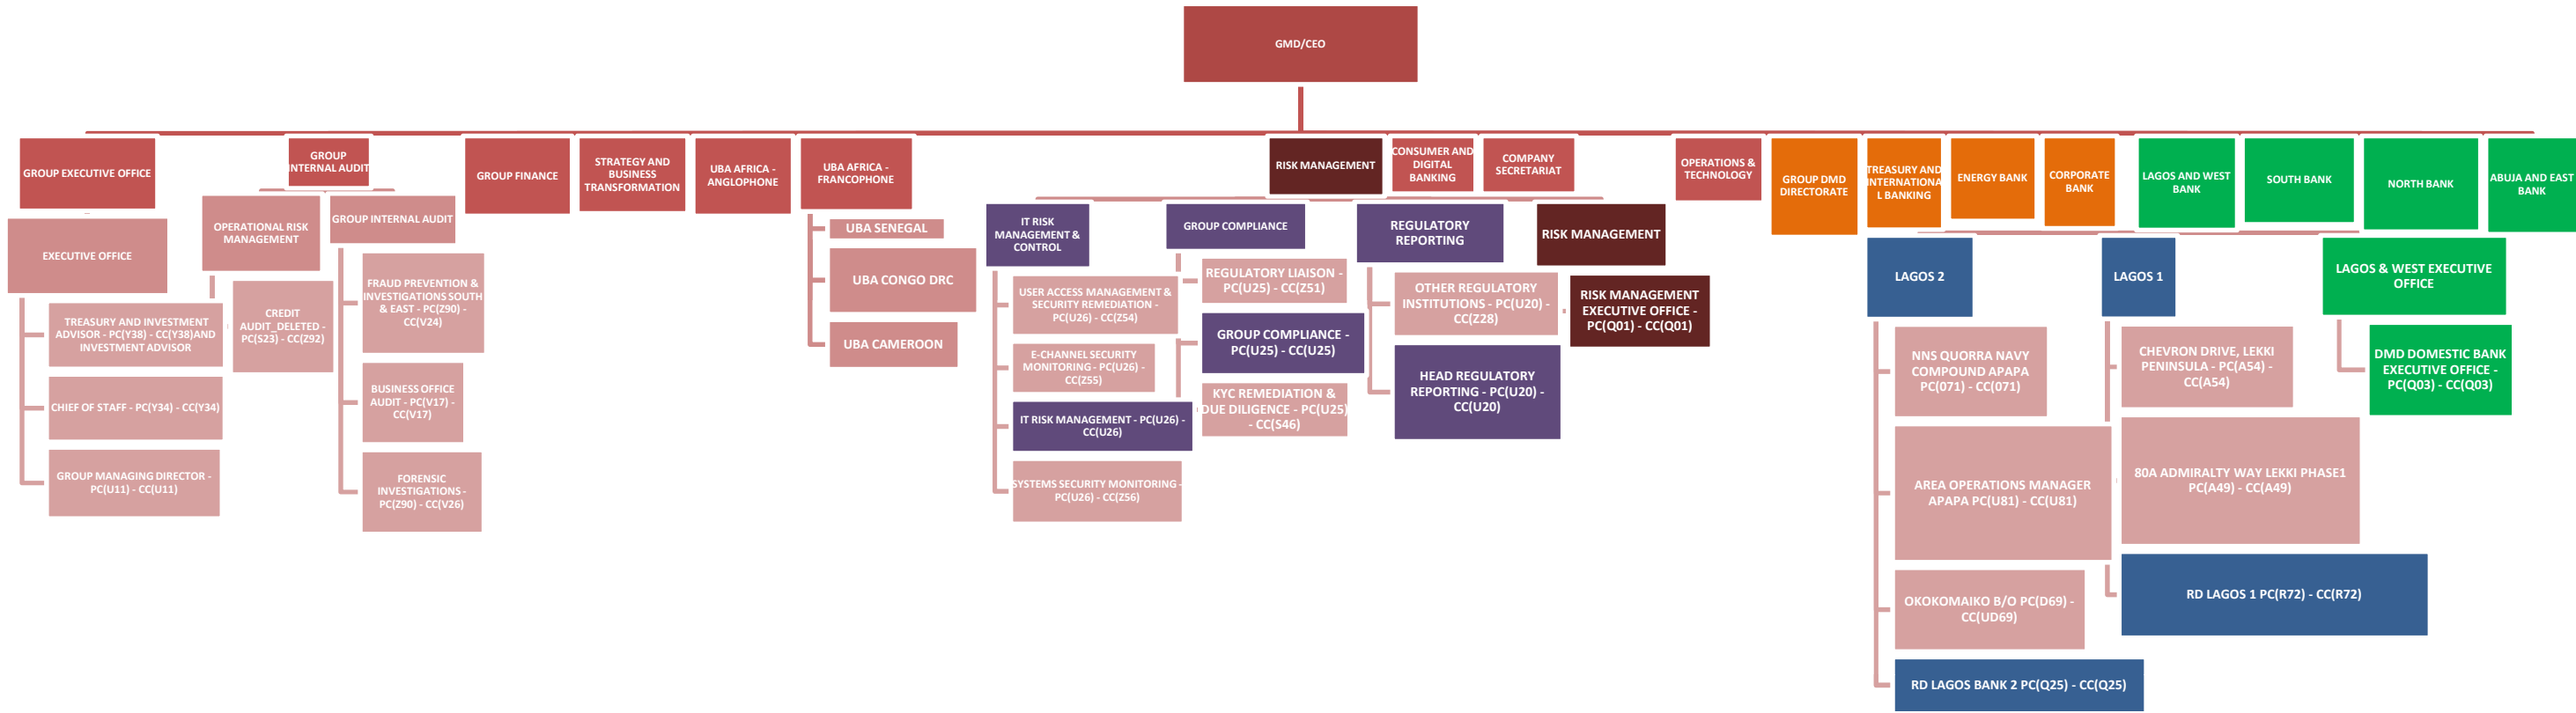 GMD/CEO
GROUP EXECUTIVE OFFICE
GROUP
INTERNAL AUDIT
GROUP FINANCE
STRATEGY AND
BUSINESS
TRANSFORMATION
UBA AFRICA -
ANGLOPHONE
UBA AFRICA -
FRANCOPHONE
RISK MANAGEMENT
CONSUMER AND
DIGITAL
BANKING
COMPANY
SECRETARIAT
OPERATIONS &
TECHNOLOGY
GROUP DMD
DIRECTORATE
TREASURY AND
INTERNATIONA
L BANKING
ENERGY BANK
CORPORATE
BANK
LAGOS AND WEST
BANK
SOUTH BANK
NORTH BANK
ABUJA AND EAST
BANK
EXECUTIVE OFFICE
TREASURY AND INVESTMENT
ADVISOR - PC(Y38) - CC(Y38)AND
INVESTMENT ADVISOR
CHIEF OF STAFF - PC(Y34) - CC(Y34)
GROUP MANAGING DIRECTOR -
PC(U11) - CC(U11)
OPERATIONAL RISK
MANAGEMENT
CREDIT
AUDIT_DELETED -
PC(S23) - CC(Z92)
GROUP INTERNAL AUDIT
FRAUD PREVENTION &
INVESTIGATIONS SOUTH
& EAST - PC(Z90) -
CC(V24)
BUSINESS OFFICE
AUDIT - PC(V17) -
CC(V17)
FORENSIC
INVESTIGATIONS -
PC(Z90) - CC(V26)
UBA SENEGAL
UBA CONGO DRC
UBA CAMEROON
IT RISK
MANAGEMENT &
CONTROL
USER ACCESS MANAGEMENT &
SECURITY REMEDIATION -
PC(U26) - CC(Z54)
E-CHANNEL SECURITY
MONITORING - PC(U26) -
CC(Z55)
IT RISK MANAGEMENT - PC(U26) -
CC(U26)
SYSTEMS SECURITY MONITORING -
PC(U26) - CC(Z56)
GROUP COMPLIANCE
REGULATORY LIAISON -
PC(U25) - CC(Z51)
GROUP COMPLIANCE -
PC(U25) - CC(U25)
KYC REMEDIATION &
DUE DILIGENCE - PC(U25)
- CC(S46)
REGULATORY
REPORTING
OTHER REGULATORY
INSTITUTIONS - PC(U20) -
CC(Z28)
HEAD REGULATORY
REPORTING - PC(U20) -
CC(U20)
RISK MANAGEMENT
RISK MANAGEMENT
EXECUTIVE OFFICE -
PC(Q01) - CC(Q01)
LAGOS 2
NNS QUORRA NAVY
COMPOUND APAPA
PC(071) - CC(071)
AREA OPERATIONS MANAGER
APAPA PC(U81) - CC(U81)
OKOKOMAIKO B/O PC(D69) -
CC(UD69)
RD LAGOS BANK 2 PC(Q25) - CC(Q25)
LAGOS 1
CHEVRON DRIVE, LEKKI
PENINSULA - PC(A54) -
CC(A54)
80A ADMIRALTY WAY LEKKI PHASE1
PC(A49) - CC(A49)
RD LAGOS 1 PC(R72) - CC(R72)
LAGOS & WEST EXECUTIVE
OFFICE
DMD DOMESTIC BANK
EXECUTIVE OFFICE -
PC(Q03) - CC(Q03)